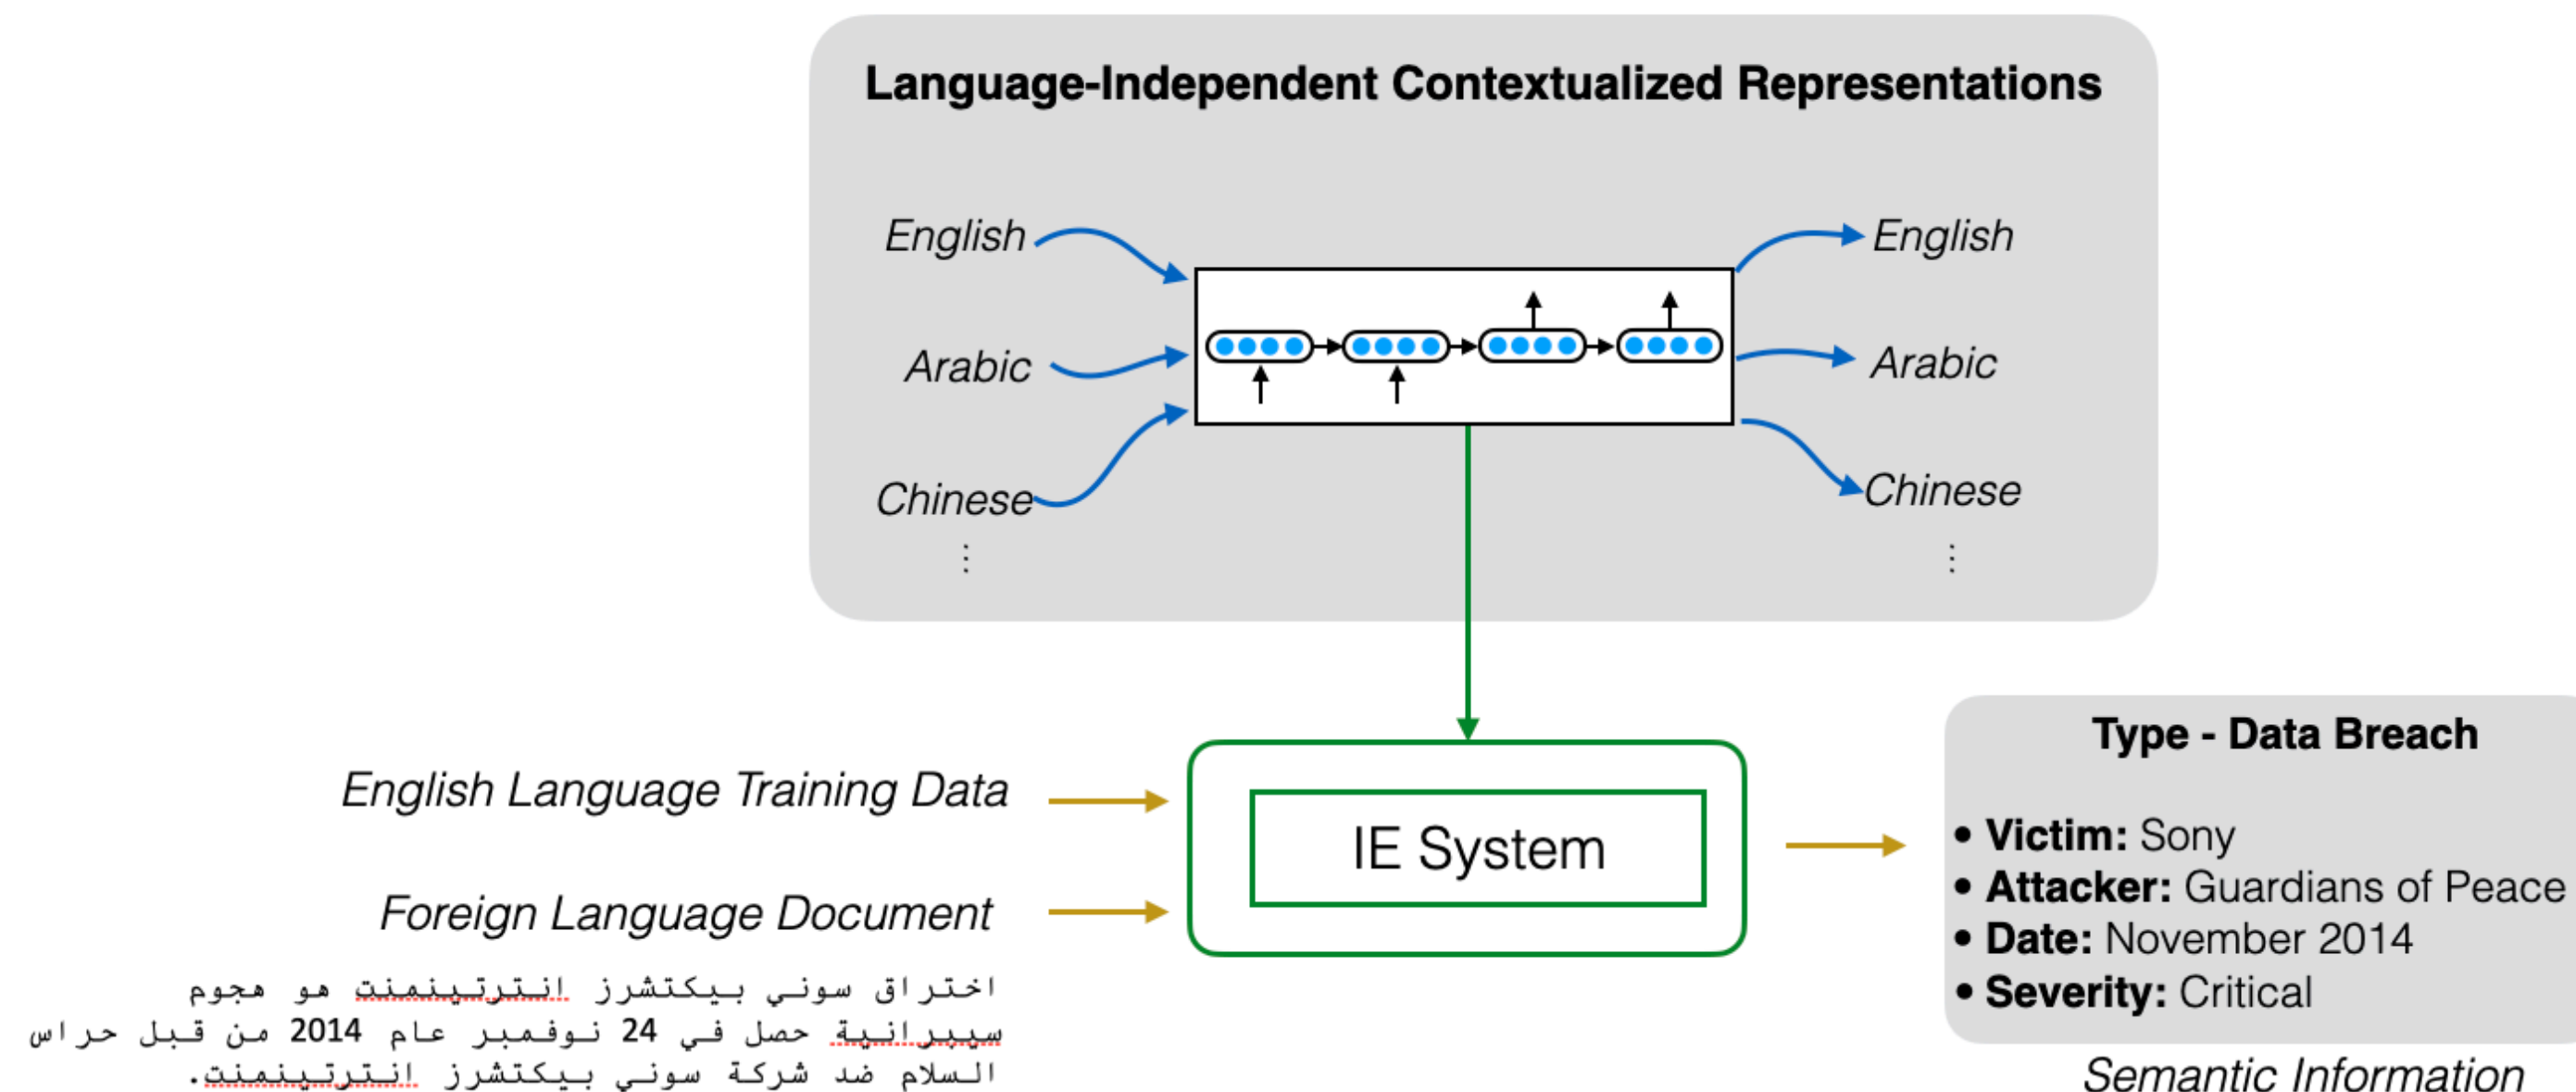 Language-Independent Contextualized Representations
English
Arabic
Chinese
⋮
English
Arabic
Chinese
⋮
English Language Training Data
Foreign Language Document
اختراق سوني بيكتشرز انترتينمنت هو هجوم
سيبرانية حصل في 24 نوفمبر عام 2014 من قبل حراس
السلام ضد شركة سوني بيكتشرز انترتينمنت.
IE System
Type - Data Breach
• Victim: Sony
• Attacker: Guardians of Peace
• Date: November 2014
• Severity: Critical
Semantic Information